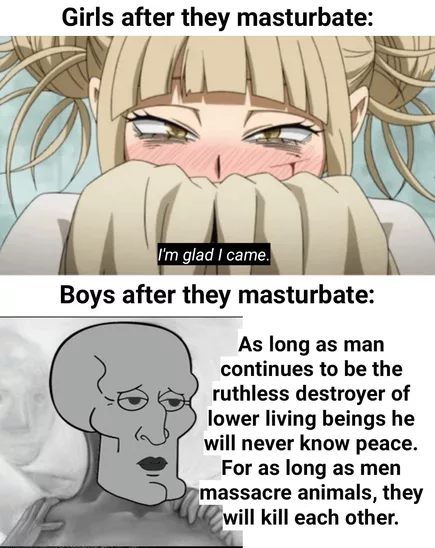 Girls after they masturbate:
I'm glad I came.
Boys after they masturbate:
As long as man
continues to be the
ruthless destroyer of
lower living beings he
will never know peace.
For as long as men
massacre animals, they
will kill each other.